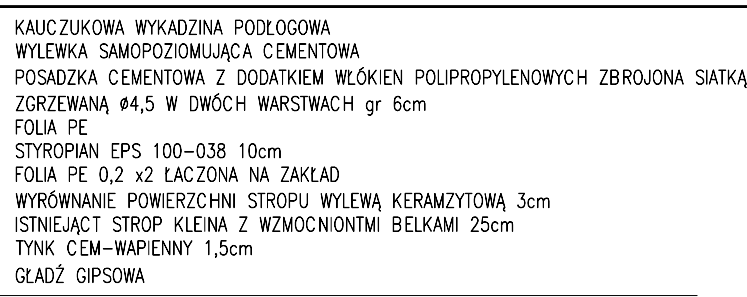 KAUCZUKOWA WYKADZINA PODŁOGOWA
WYLEWKA SAMOPOZIOMUJĄCA CEMENTOWA
POSADZKA CEMENTOWA Z DODATKIEM WŁÓKIEN POLIPROPYLENOWYCH ZBROJONA SIATKĄ
ZGRZEWANĄ ø4,5 W DWÓCH WARSTWACH gr 6cm
FOLIA PE
STYROPIAN EPS 100-038 10cm
FOLIA PE 0,2 x2 ŁACZONA NA ZAKŁAD
WYRÓWNANIE POWIERZCHNI STROPU WYLEWĄ KERAMZYTOWĄ 3cm
ISTNIEJĄCT STROP KLEINA Z WZMOCNIONTMI BELKAMI 25cm
TYNK CEM-WAPIENNY 1,5cm
GŁADŹ GIPSOWA